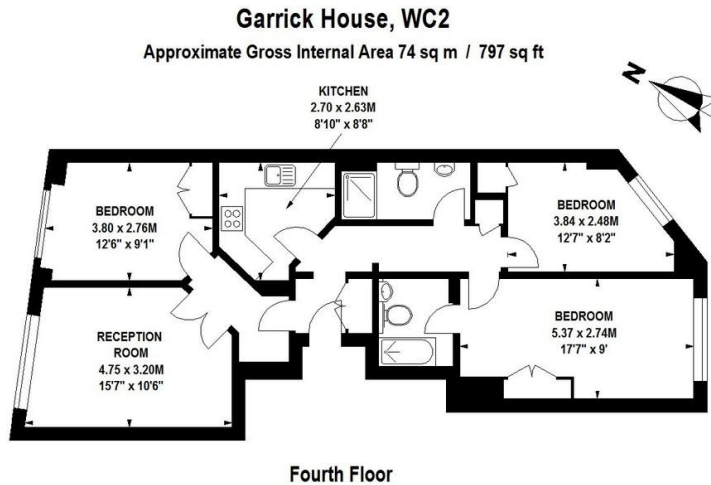 Garrick House, WC2
Approximate Gross Internal Area 74 sq m / 797 sq ft
N
KITCHEN
2.70 x 2.63M
8'10" x 8'8"
BEDROOM
3.80 x 2.76M
12'6" x 9'1"
BEDROOM
3.84 x 2.48M
12'7" x 8'2"
RECEPTION
ROOM
4.75 x 3.20M
15'7" x 10'6"
BEDROOM
5.37 x 2.74M
17'7" x 9'
Fourth Floor